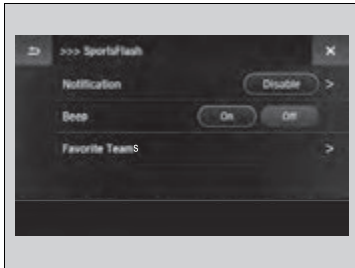 >>> SportsFlash
Notification Disable >
Beep On Off
Favorite Teams >